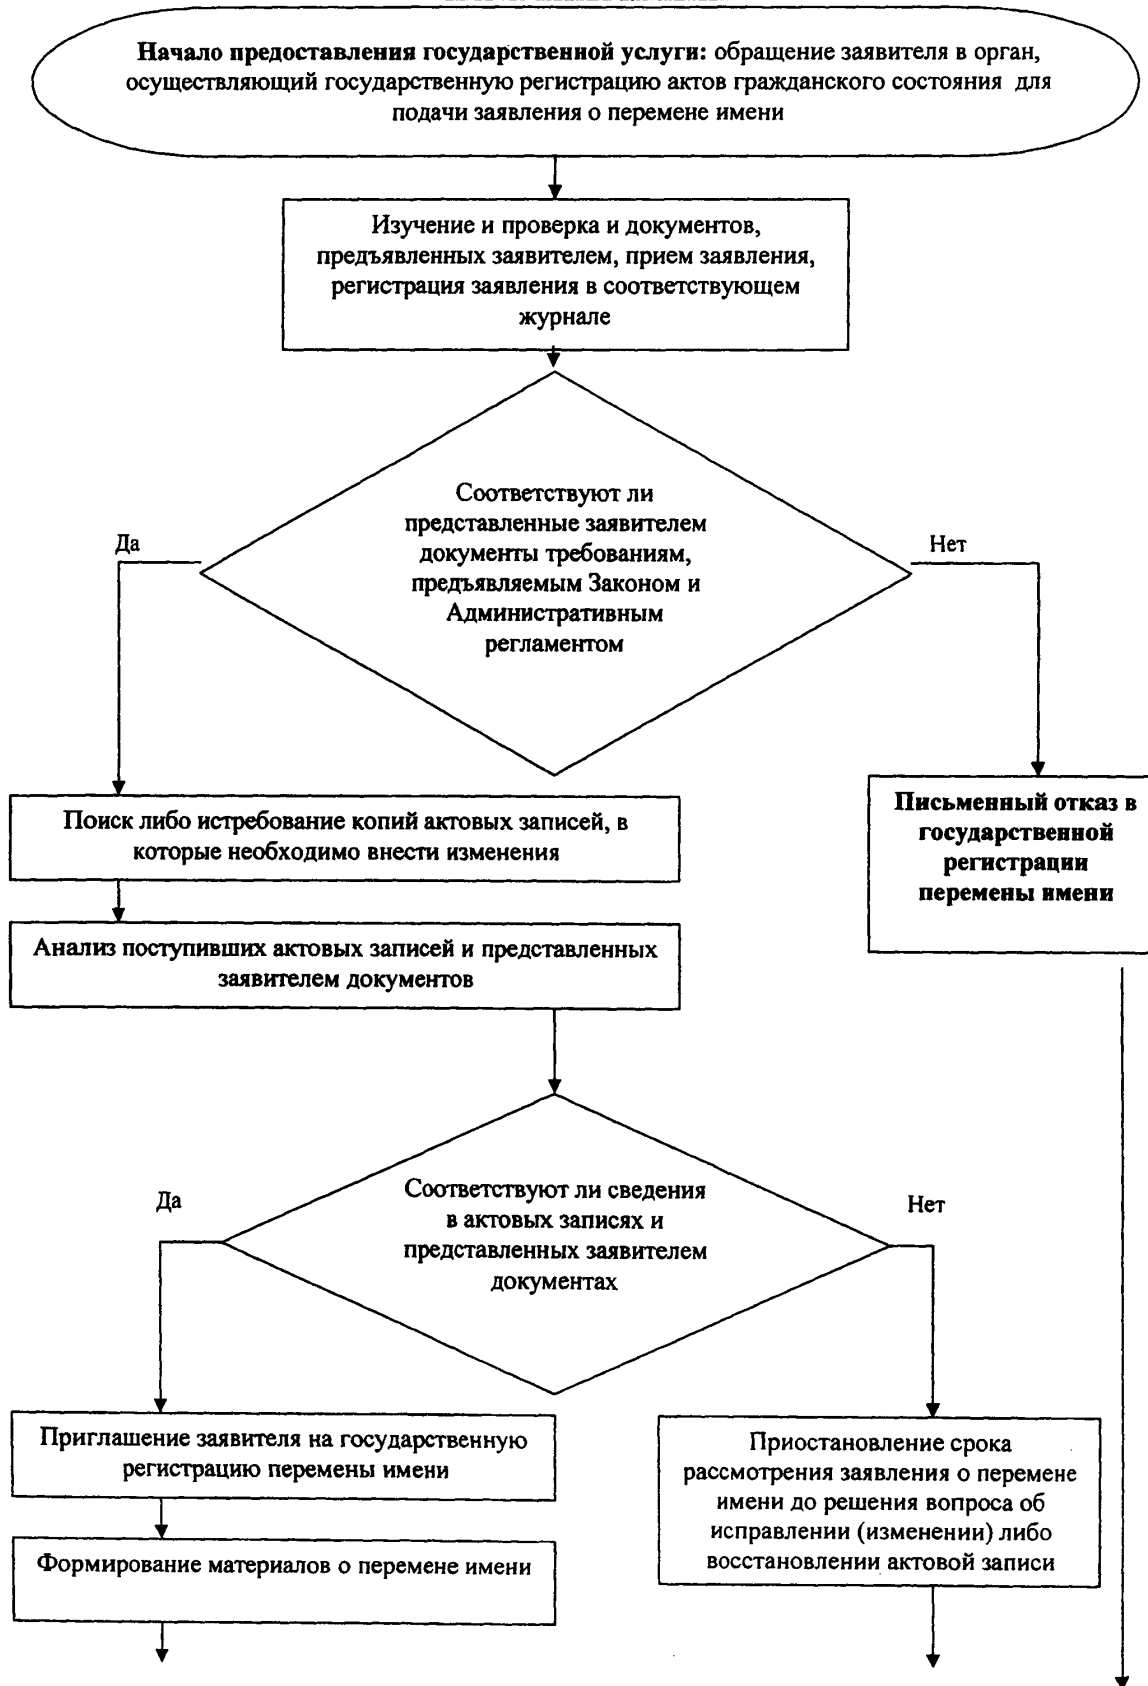 Начало предоставления государственной услуги: обращение заявителя в орган,
осуществляющий государственную регистрацию актов гражданского состояния для
подачи заявления о перемене имени
Изучение и проверка и документов,
предъявленных заявителем, прием заявления,
регистрация заявления в соответствующем
журнале
Соответствуют ли
представленные заявителем
документы требованиям,
предъявляемым Законом и
Административным
регламентом
Да
Нет
Поиск либо истребование копий актовых записей, в
которые необходимо внести изменения
Письменный отказ в
государственной
регистрации
перемены имени
Анализ поступивших актовых записей и представленных
заявителем документов
Соответствуют ли сведения
в актовых записях и
представленных заявителем
документах
Да
Нет
Приглашение заявителя на государственную
регистрацию перемены имени
Приостановление срока
рассмотрения заявления о перемене
имени до решения вопроса об
исправлении (изменении) либо
восстановлении актовой записи
Формирование материалов о перемене имени